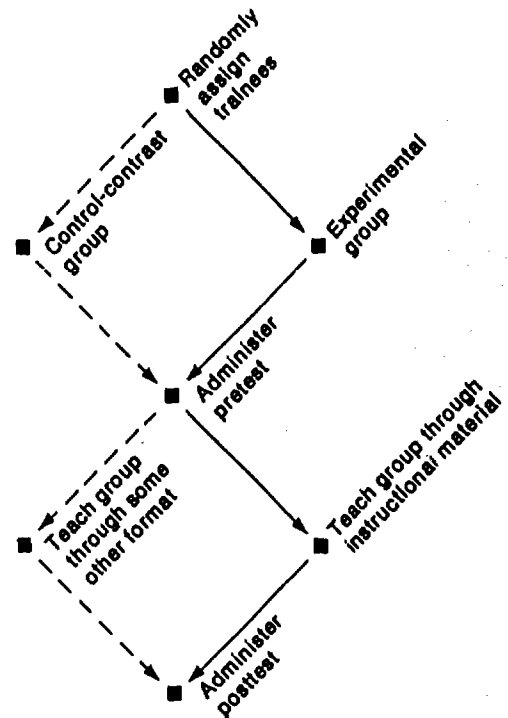 Randomly
assign
trainees
Control-contrast
group
Experimental
group
Administer
pretest
Teach group
through some
other format
Teach group through
instructional material
Administer
posttest